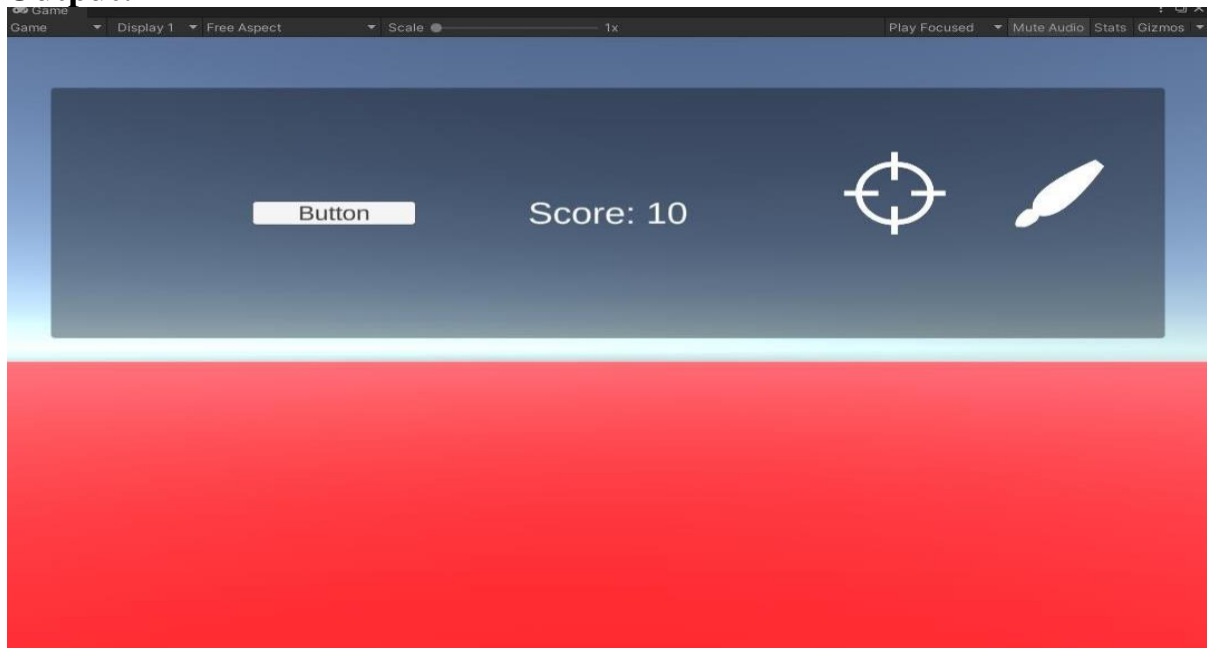 Game
Game Display 1 Free Aspect Scale 1x Play Focused Mute Audio Stats Gizmos
Button Score: 10